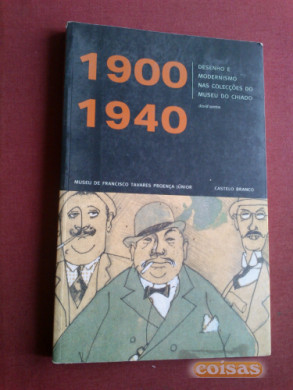 1900
1940
DESENHO E
MODERNISMO
NAS COLECÇÕES DO
MUSEU DO CHIADO
MUSEU DE FRANCISCO TAVARES PROENÇA JÚNIOR
CASTELO BRANCO
coisas